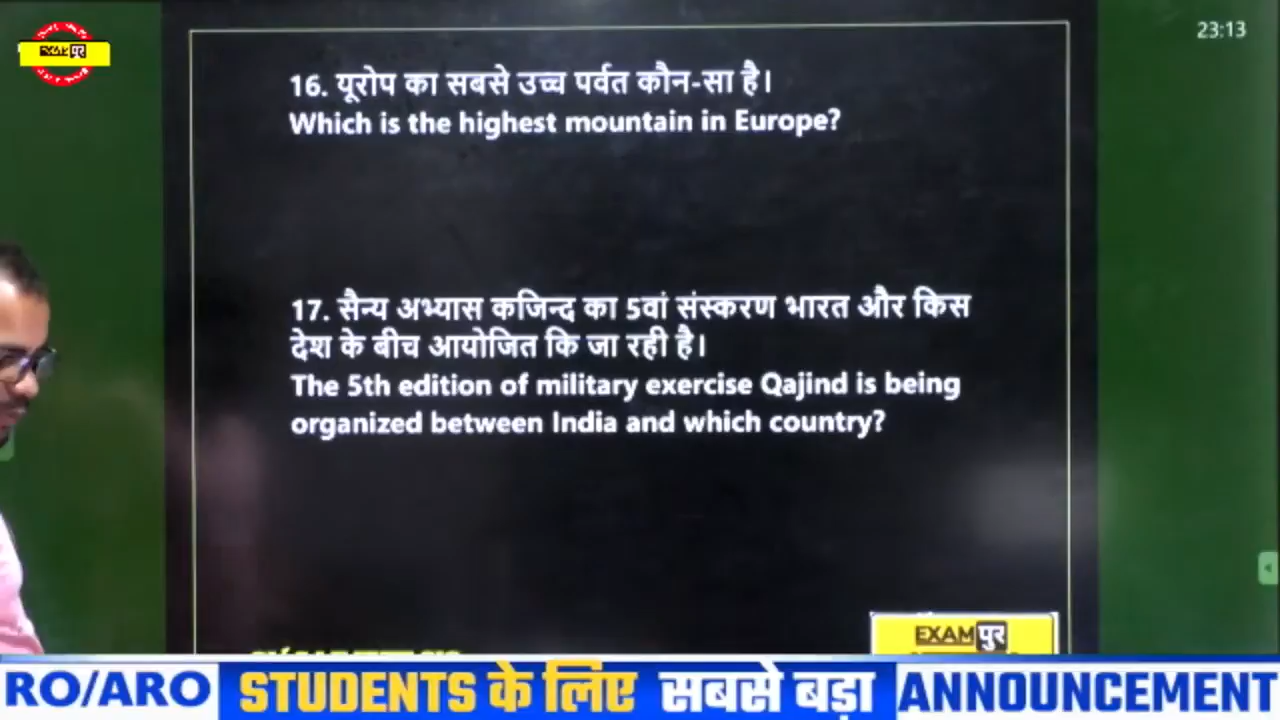 EXAMपुर
23:13
16. यूरोप का सबसे उच्च पर्वत कौन-सा है।
Which is the highest mountain in Europe?
17. सैन्य अभ्यास कजिन्द का 5वां संस्करण भारत और किस
देश के बीच आयोजित कि जा रही है।
The 5th edition of military exercise Qajind is being
organized between India and which country?
EXAMपुर
RO/ARO STUDENTS के लिए सबसे बड़ा ANNOUNCEMENT